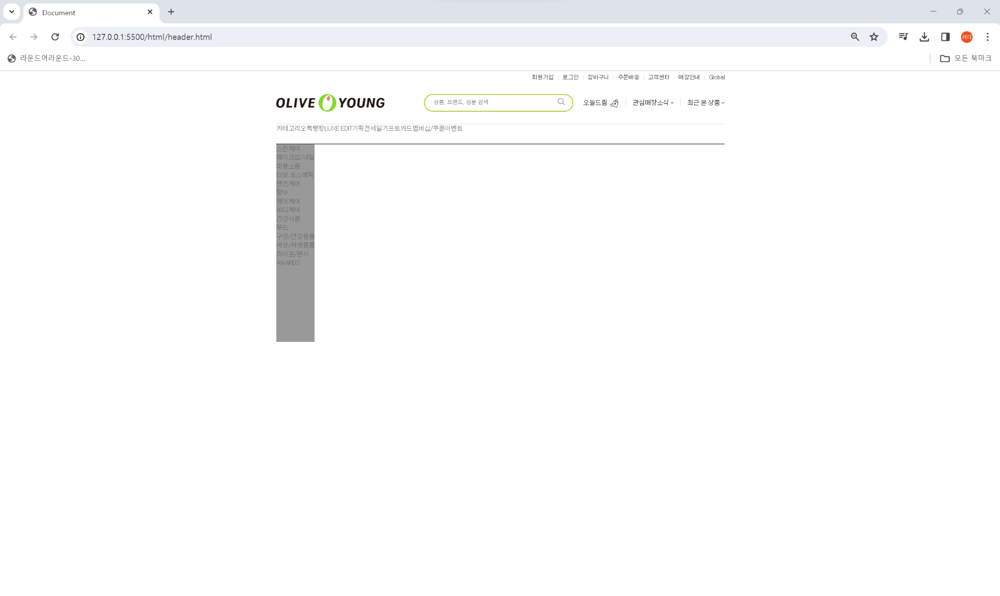 Document
127.0.0.1:5500/html/header.html
레디
라운드어라운드-30...
모든 북마크
회원가입 로그인 장바구니 주문배송 고객센터 매장안내 Global
OLIVE YOUNG
상품, 브랜드, 성분 검색
오늘드림 관심매장소식 최근 본 상품
카테고리오특랭킹LUXE EDIT기획전세일기프트카드멤버십/쿠폰이벤트
스킨케어
메이크업/네일
미용소품
더모 코스메틱
맨즈케어
향수
헤어케어
바디케어
건강식품
푸드
구강/건강용품
여성/위생용품
라이프/팬시
AWARDS